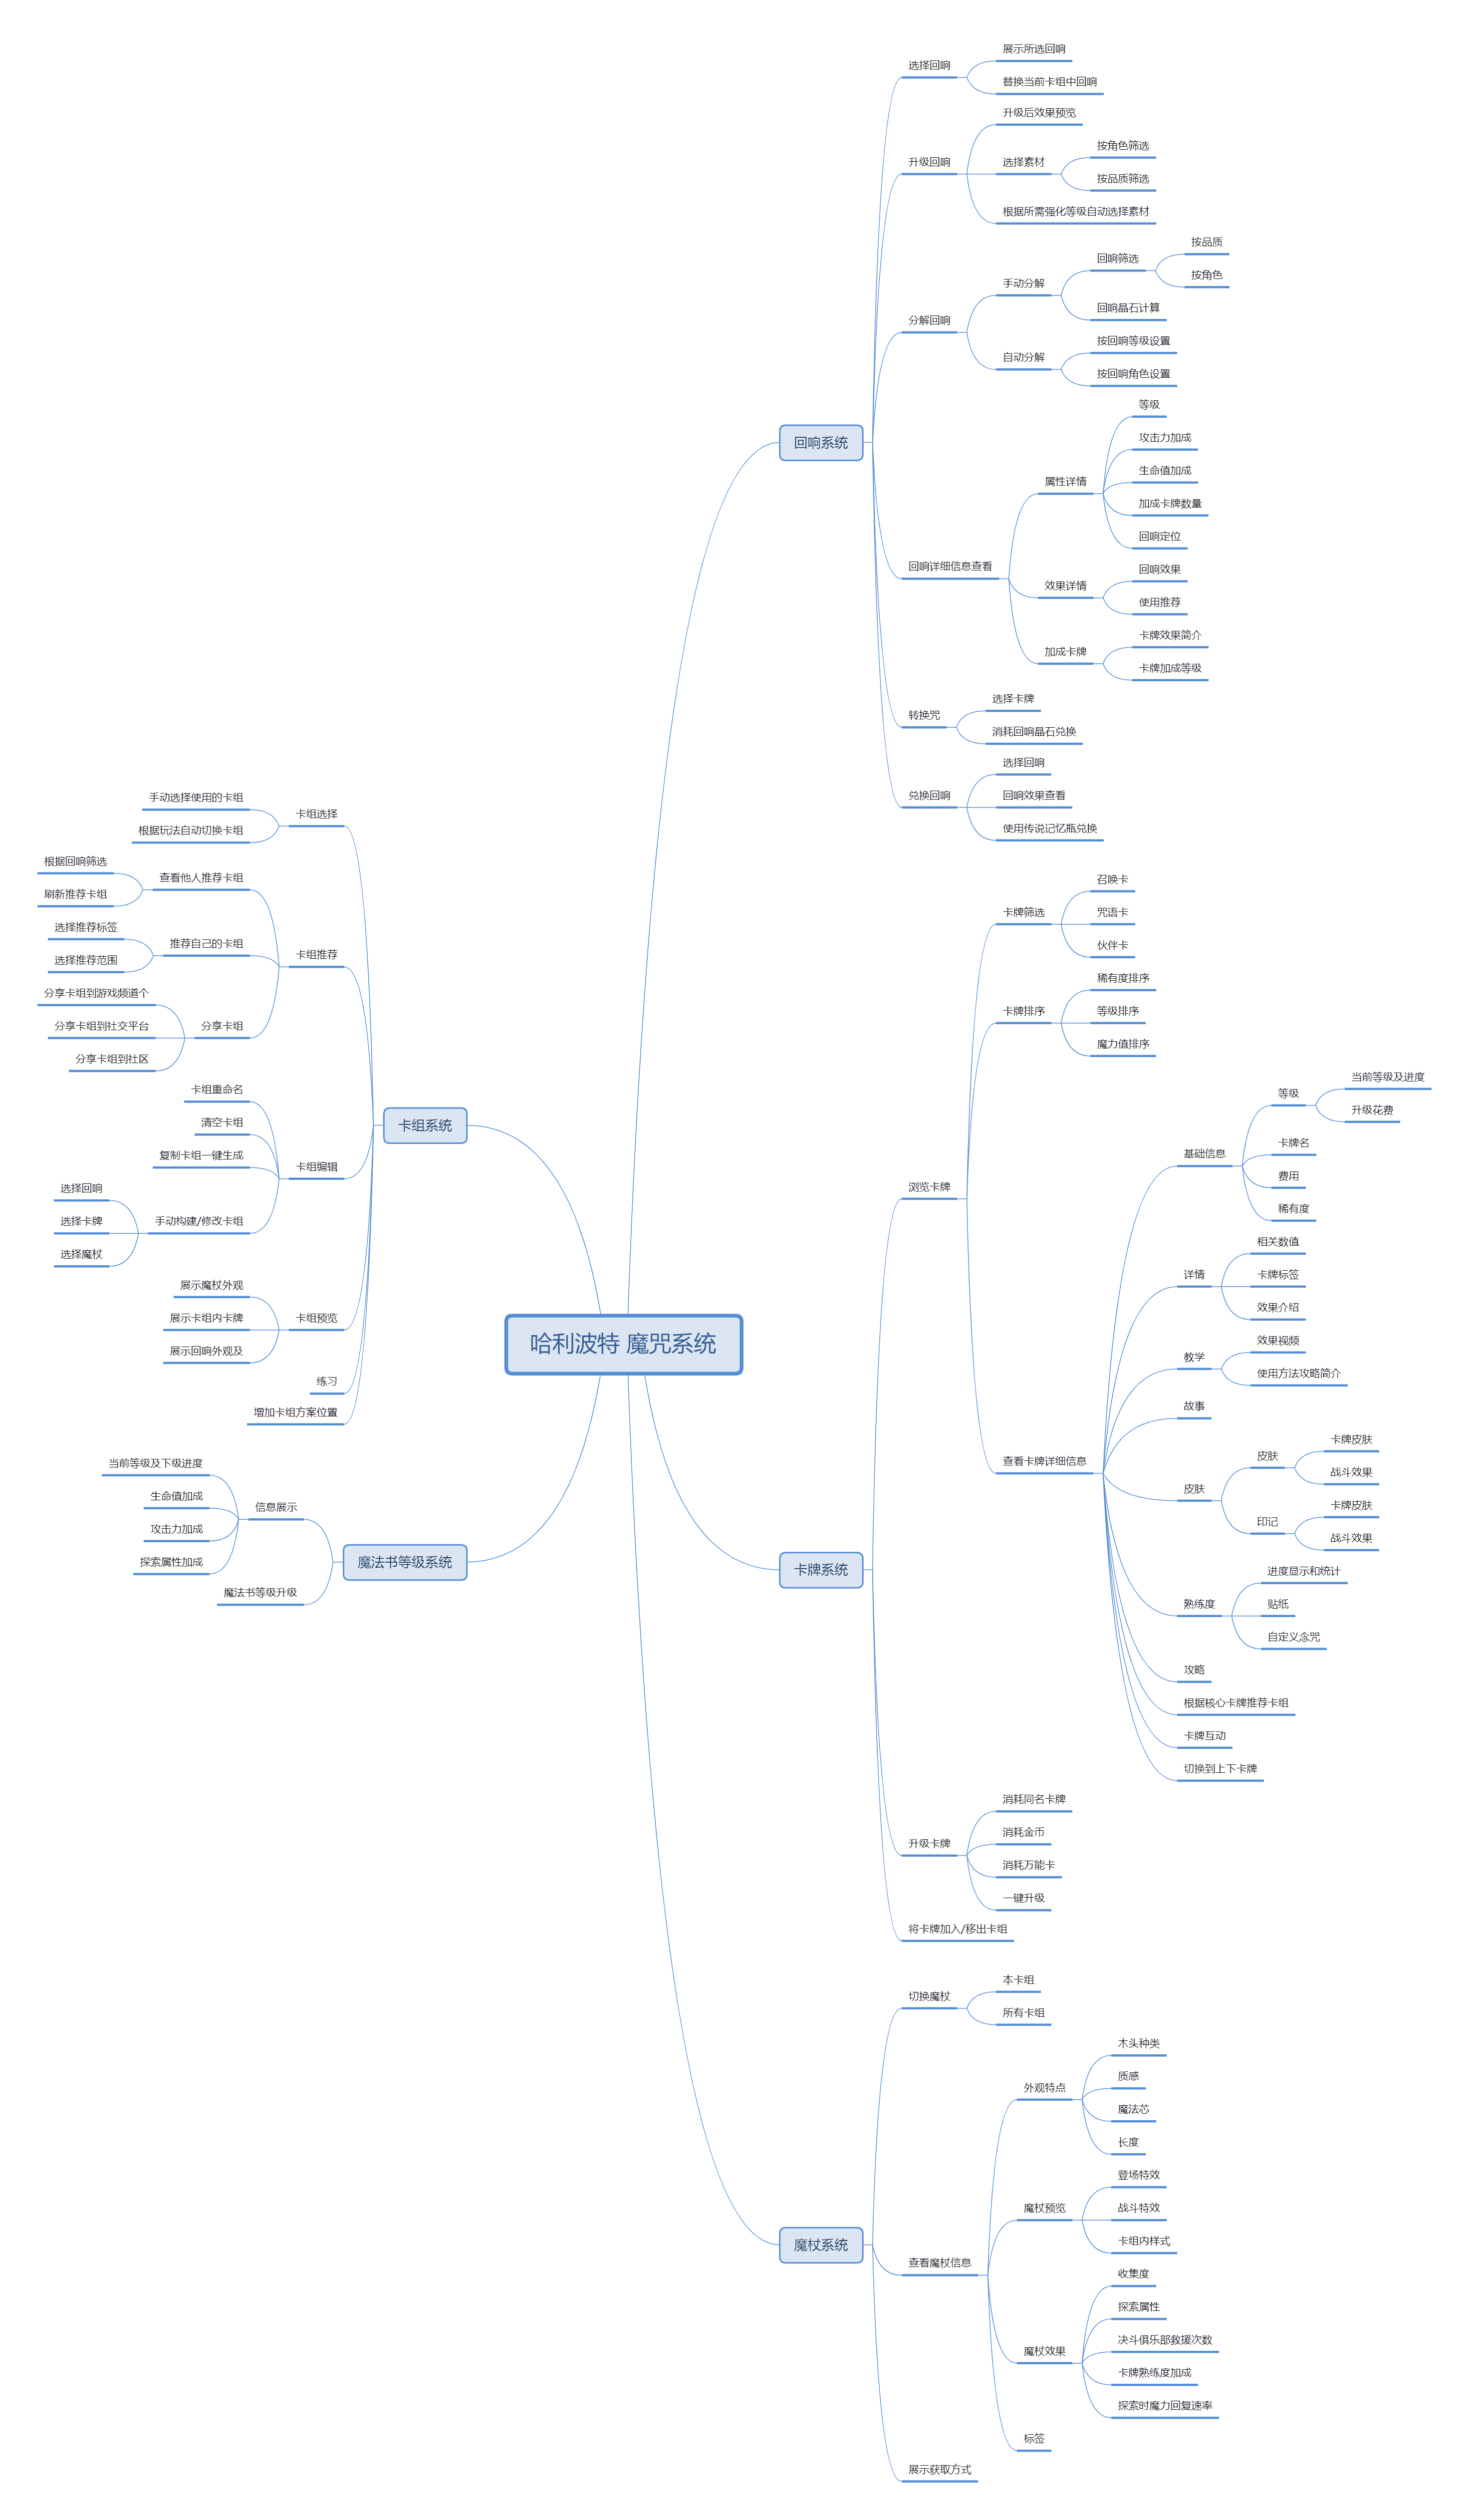 哈利波特 魔咒系统
回响系统
选择回响
展示所选回响
替换当前卡组中回响
升级回响
升级后效果预览
选择素材
按角色筛选
按品质筛选
根据所需强化等级自动选择素材
分解回响
手动分解
回响筛选
按品质
按角色
回响晶石计算
自动分解
按回响等级设置
按回响角色设置
回响详细信息查看
属性详情
等级
攻击力加成
生命值加成
加成卡牌数量
回响定位
效果详情
回响效果
使用推荐
加成卡牌
卡牌效果简介
卡牌加成等级
转换咒
选择卡牌
消耗回响晶石兑换
兑换回响
选择回响
回响效果查看
使用传说记忆瓶兑换
卡牌系统
浏览卡牌
卡牌筛选
召唤卡
咒语卡
伙伴卡
卡牌排序
稀有度排序
等级排序
魔力值排序
查看卡牌详细信息
基础信息
等级
当前等级及进度
升级花费
卡牌名
费用
稀有度
详情
相关数值
卡牌标签
效果介绍
教学
效果视频
使用方法攻略简介
故事
皮肤
皮肤
卡牌皮肤
战斗效果
印记
卡牌皮肤
战斗效果
熟练度
进度显示和统计
贴纸
自定义念咒
攻略
根据核心卡牌推荐卡组
卡牌互动
切换到上下卡牌
升级卡牌
消耗同名卡牌
消耗金币
消耗万能卡
一键升级
将卡牌加入/移出卡组
魔杖系统
切换魔杖
本卡组
所有卡组
查看魔杖信息
外观特点
木头种类
质感
魔法芯
长度
魔杖预览
登场特效
战斗特效
卡组内样式
魔杖效果
收集度
探索属性
决斗俱乐部救援次数
卡牌熟练度加成
探索时魔力回复速率
标签
展示获取方式
卡组系统
卡组选择
手动选择使用的卡组
根据玩法自动切换卡组
卡组推荐
查看他人推荐卡组
根据回响筛选
刷新推荐卡组
推荐自己的卡组
选择推荐标签
选择推荐范围
分享卡组
分享卡组到游戏频道个
分享卡组到社交平台
分享卡组到社区
卡组编辑
卡组重命名
清空卡组
复制卡组一键生成
手动构建/修改卡组
选择回响
选择卡牌
选择魔杖
卡组预览
展示魔杖外观
展示卡组内卡牌
展示回响外观及
练习
增加卡组方案位置
魔法书等级系统
信息展示
当前等级及下级进度
生命值加成
攻击力加成
探索属性加成
魔法书等级升级